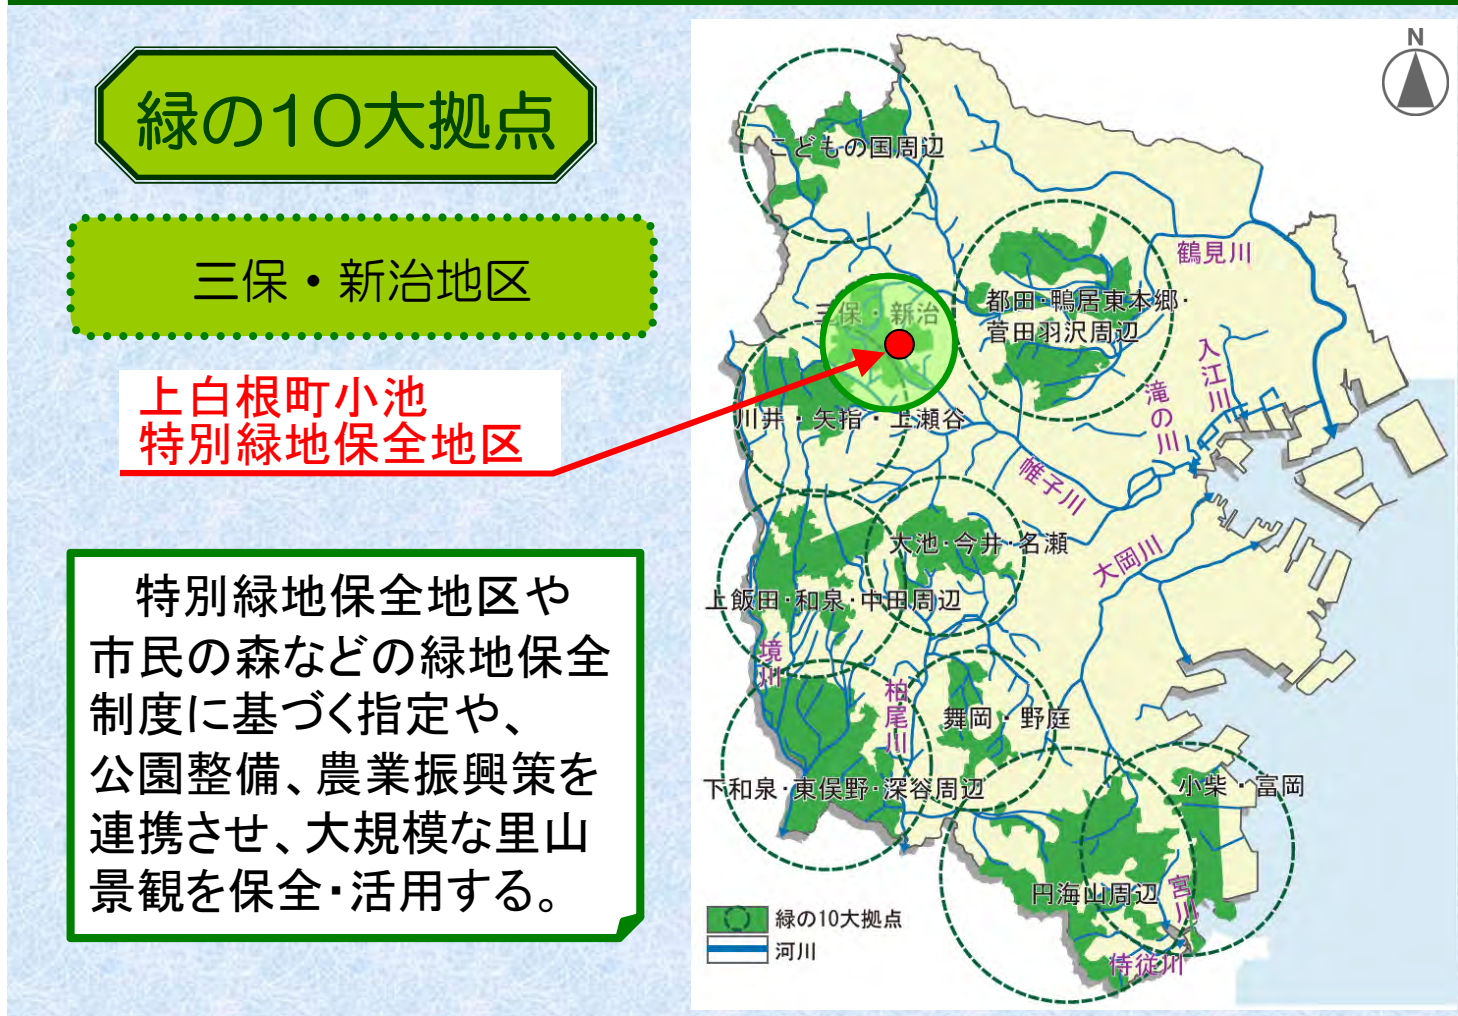 緑の10大拠点
三保・新治地区
上白根町小池
特別緑地保全地区
特別緑地保全地区や
市民の森などの緑地保全
制度に基づく指定や、
公園整備、農業振興策を
連携させ、大規模な里山
景観を保全・活用する。
N
こどもの国周辺
鶴見川
都田・鴨居東本郷・
菅田羽沢周辺
三保・新治
入江川
滝の川
川井・矢指・上瀬谷
帷子川
大池・今井・名瀬
大岡川
上飯田・和泉・中田周辺
境川
柏尾川
舞岡・野庭
下和泉・東俣野・深谷周辺
小柴・富岡
円海山周辺
宮川
侍従川
緑の10大拠点
河川